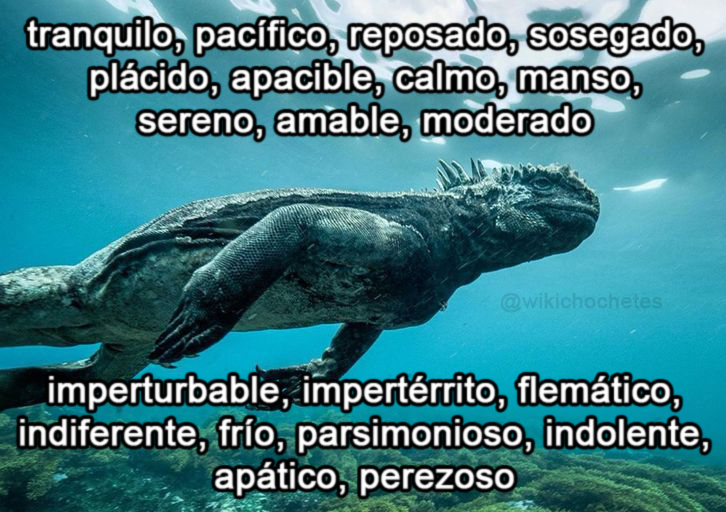 tranquilo, pacífico, reposado, sosegado,
plácido, apacible, calmo, manso,
sereno, amable, moderado
@wikichochetes
imperturbable, impertérrito, flemático,
indiferente, frío, parsimonioso, indolente,
apático, perezoso